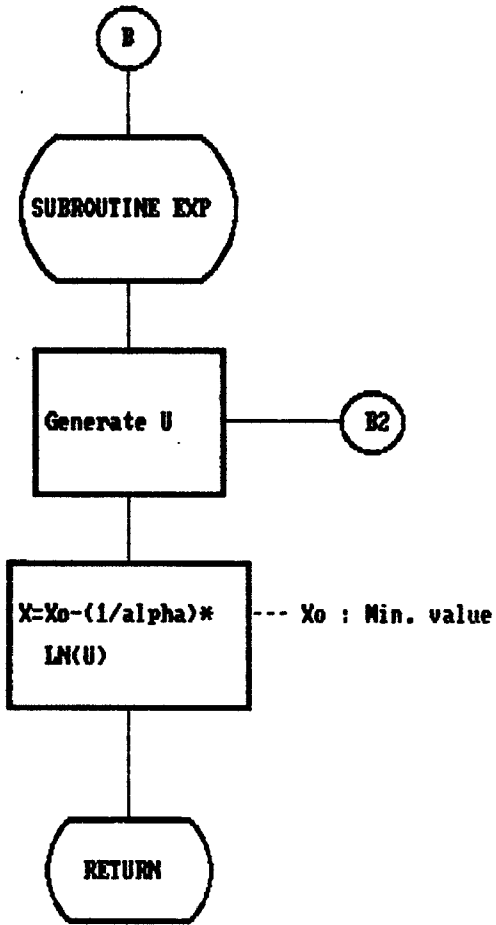 B
SUBROUTINE EXP
Generate U
B2
X=Xo-(1/alpha)*
LN(U)
--- Xo : Min. value
RETURN